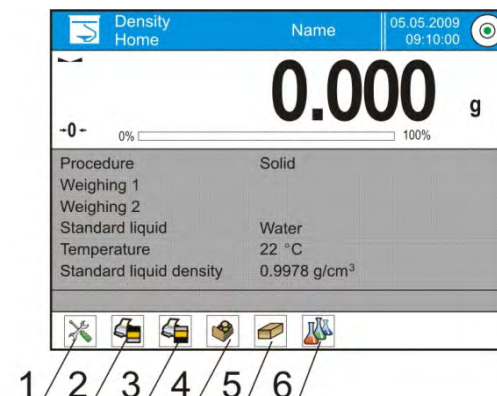 Density
Home
Name
05.05.2009
09:10:00
0.000
g
→0←
0%
100%
Procedure Solid
Weighing 1
Weighing 2
Standard liquid Water
Temperature 22 °C
Standard liquid density 0.9978 g/cm³
1 2 3 4 5 6